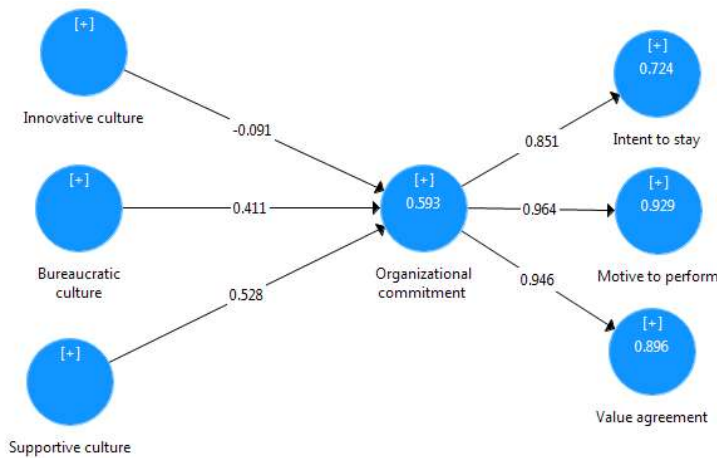 [+]
Innovative culture
[+]
Bureaucratic
culture
[+]
Supportive culture
-0.091
0.411
0.528
[+]
0.593
Organizational
commitment
0.851
0.964
0.946
[+]
0.724
Intent to stay
[+]
0.929
Motive to perform
[+]
0.896
Value agreement